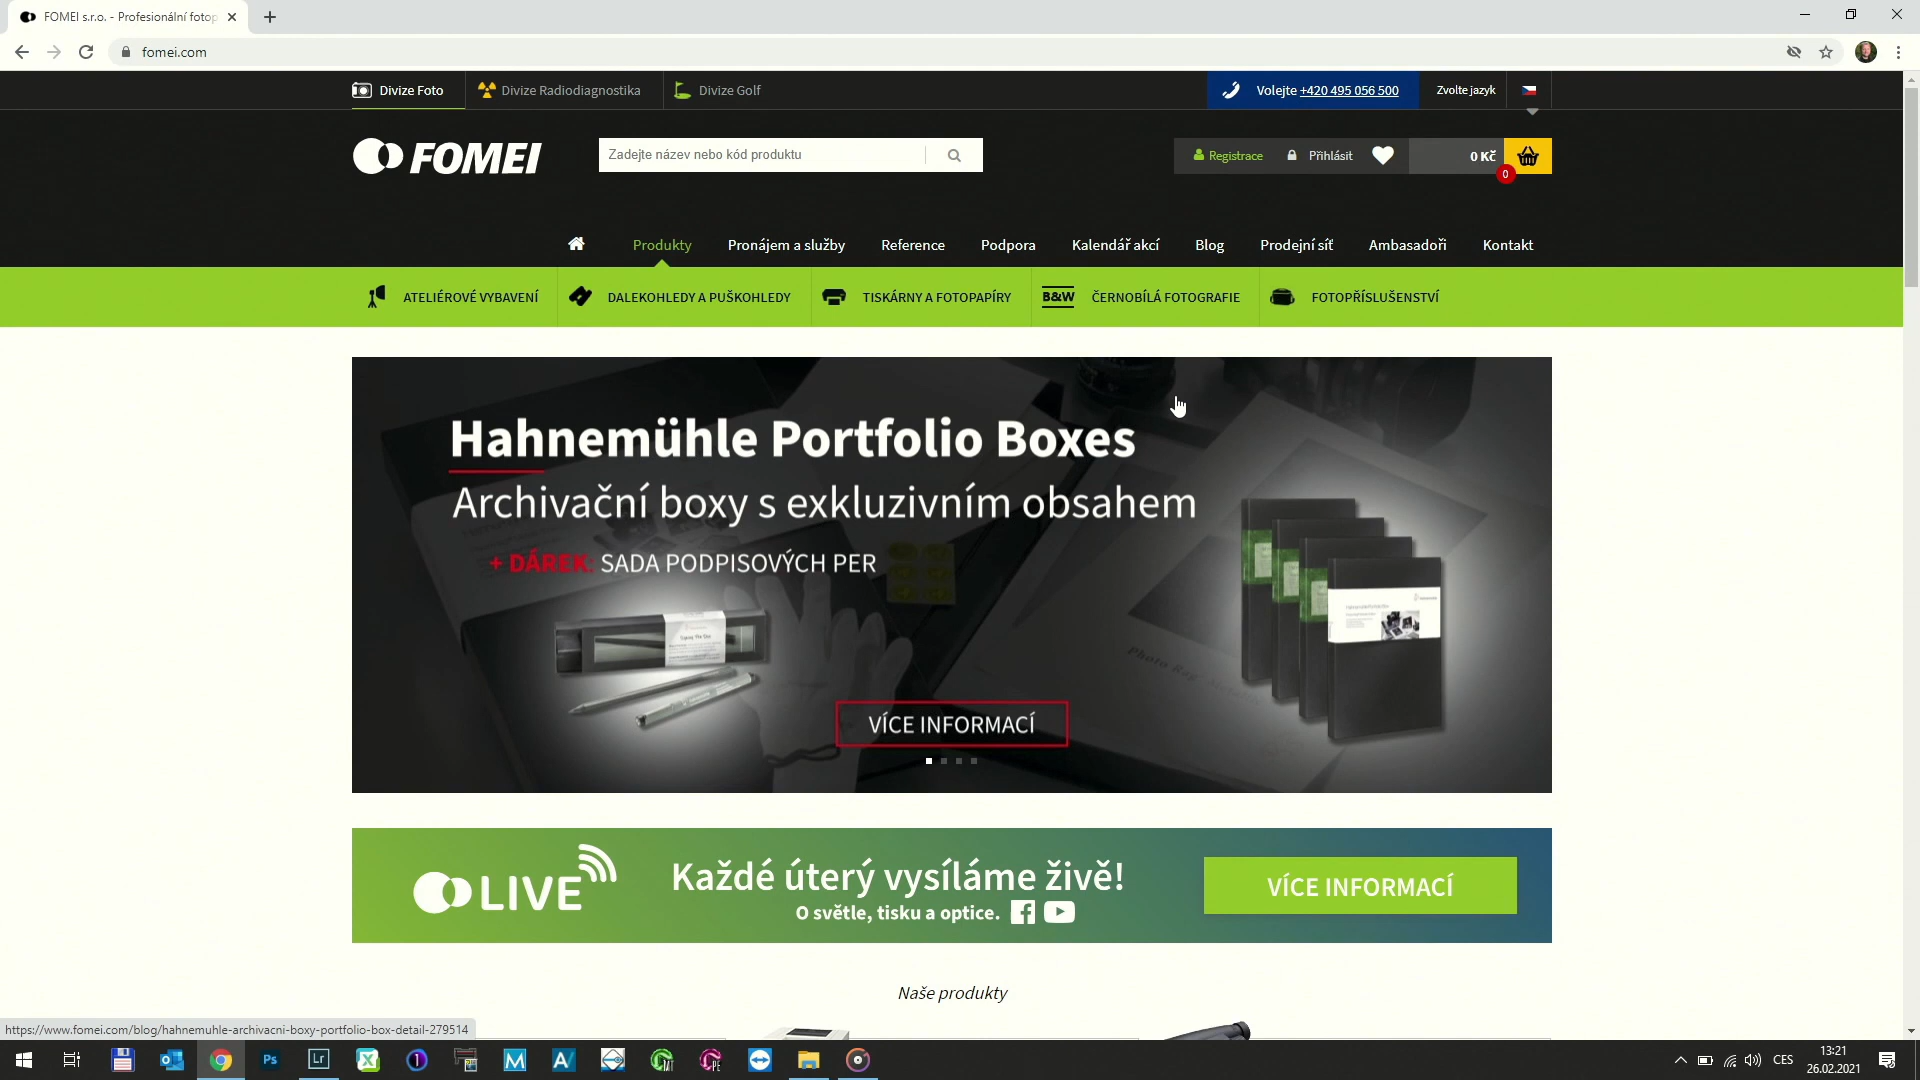 FOMEI s.r.o. - Profesionální fotop
fomei.com
Divize Foto
Divize Radiodiagnostika
Divize Golf
Volejte +420 495 056 500
Zvolte jazyk
FOMEI
Zadejte název nebo kód produktu
Registrace
Přihlásit
0 Kč
0
Produkty
Pronájem a služby
Reference
Podpora
Kalendář akcí
Blog
Prodejní síť
Ambasadoři
Kontakt
ATELIÉROVÉ VYBAVENÍ
DALEKOHLEDY A PUŠKOHLEDY
TISKÁRNY A FOTOPAPÍRY
B&W
ČERNOBÍLÁ FOTOGRAFIE
FOTOPŘÍSLUŠENSTVÍ
Hahnemühle Portfolio Boxes
Archivační boxy s exkluzivním obsahem
+ DÁREK: SADA PODPISOVÝCH PER
VÍCE INFORMACÍ
LIVE
Každé úterý vysíláme živě!
O světle, tisku a optice.
VÍCE INFORMACÍ
Naše produkty
https://www.fomei.com/blog/hahnemuhle-archivacni-boxy-portfolio-box-detail-279514
Ps
Lr
CES
13:21
26.02.2021